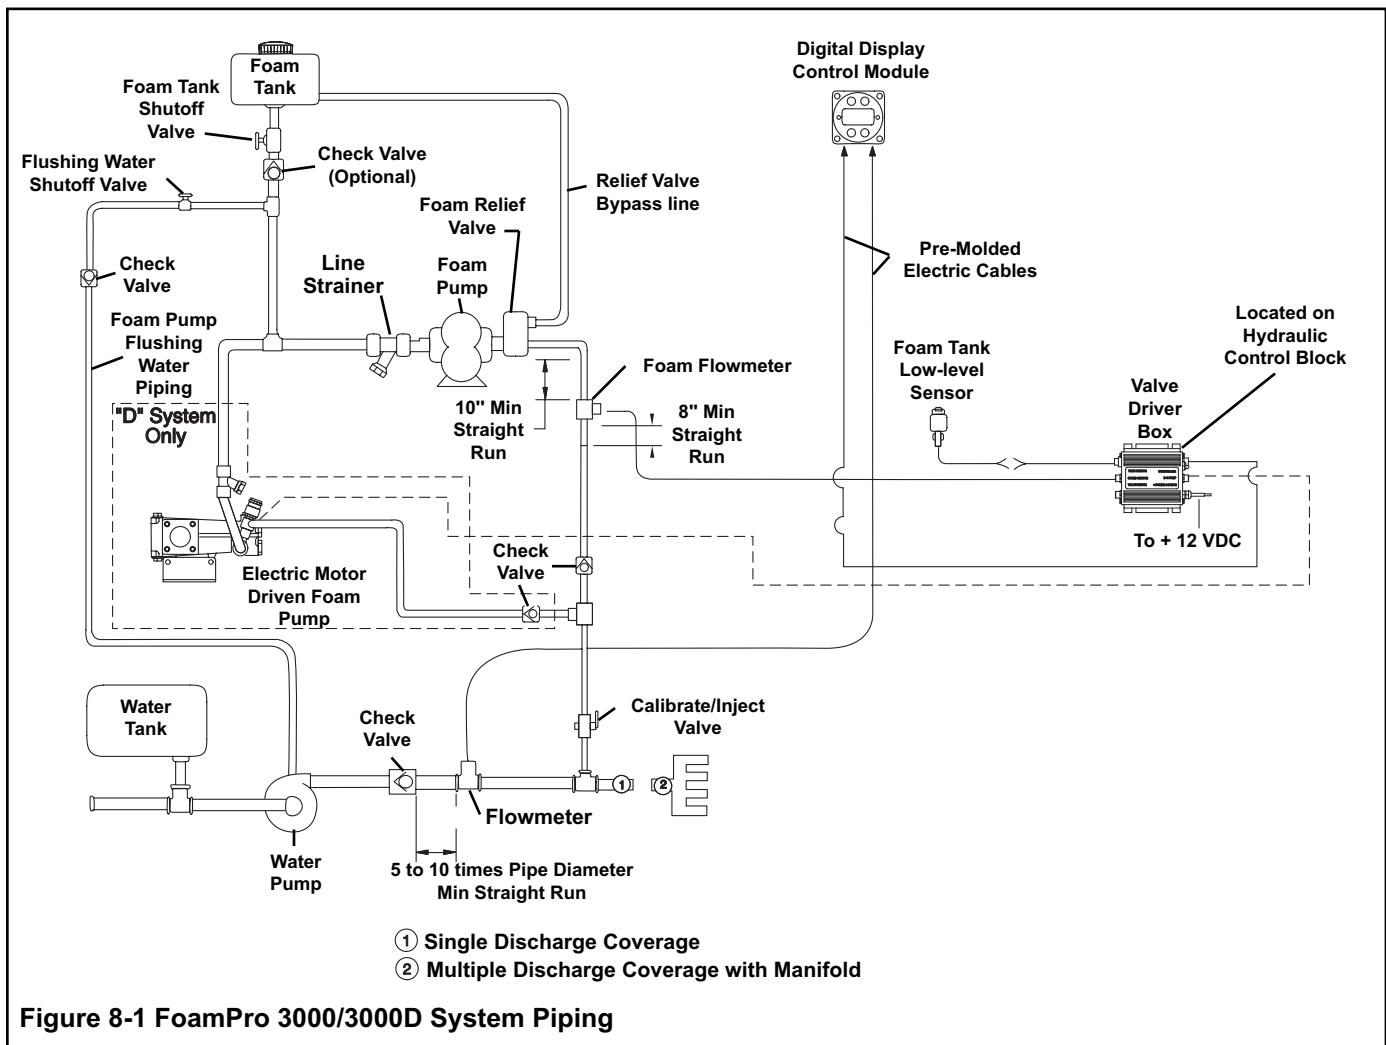 Digital Display
Control Module
Foam
Tank
Foam Tank
Shutoff
Valve
Flushing Water
Shutoff Valve
Check Valve
(Optional)
Relief Valve
Bypass line
Foam Relief
Valve
Pre-Molded
Electric Cables
Check
Valve
Line
Strainer
Foam
Pump
Foam Pump
Flushing
Water
Piping
Located on
Hydraulic
Control Block
Foam Tank
Low-level
Sensor
Foam Flowmeter
Valve
Driver
Box
"D" System
Only
10" Min
Straight
Run
8" Min
Straight
Run
To + 12 VDC
Check
Valve
Electric Motor
Driven Foam
Pump
Water
Tank
Check
Valve
Calibrate/Inject
Valve
1
2
Flowmeter
Water
Pump
5 to 10 times Pipe Diameter
Min Straight Run
1 Single Discharge Coverage
2 Multiple Discharge Coverage with Manifold
Figure 8-1 FoamPro 3000/3000D System Piping